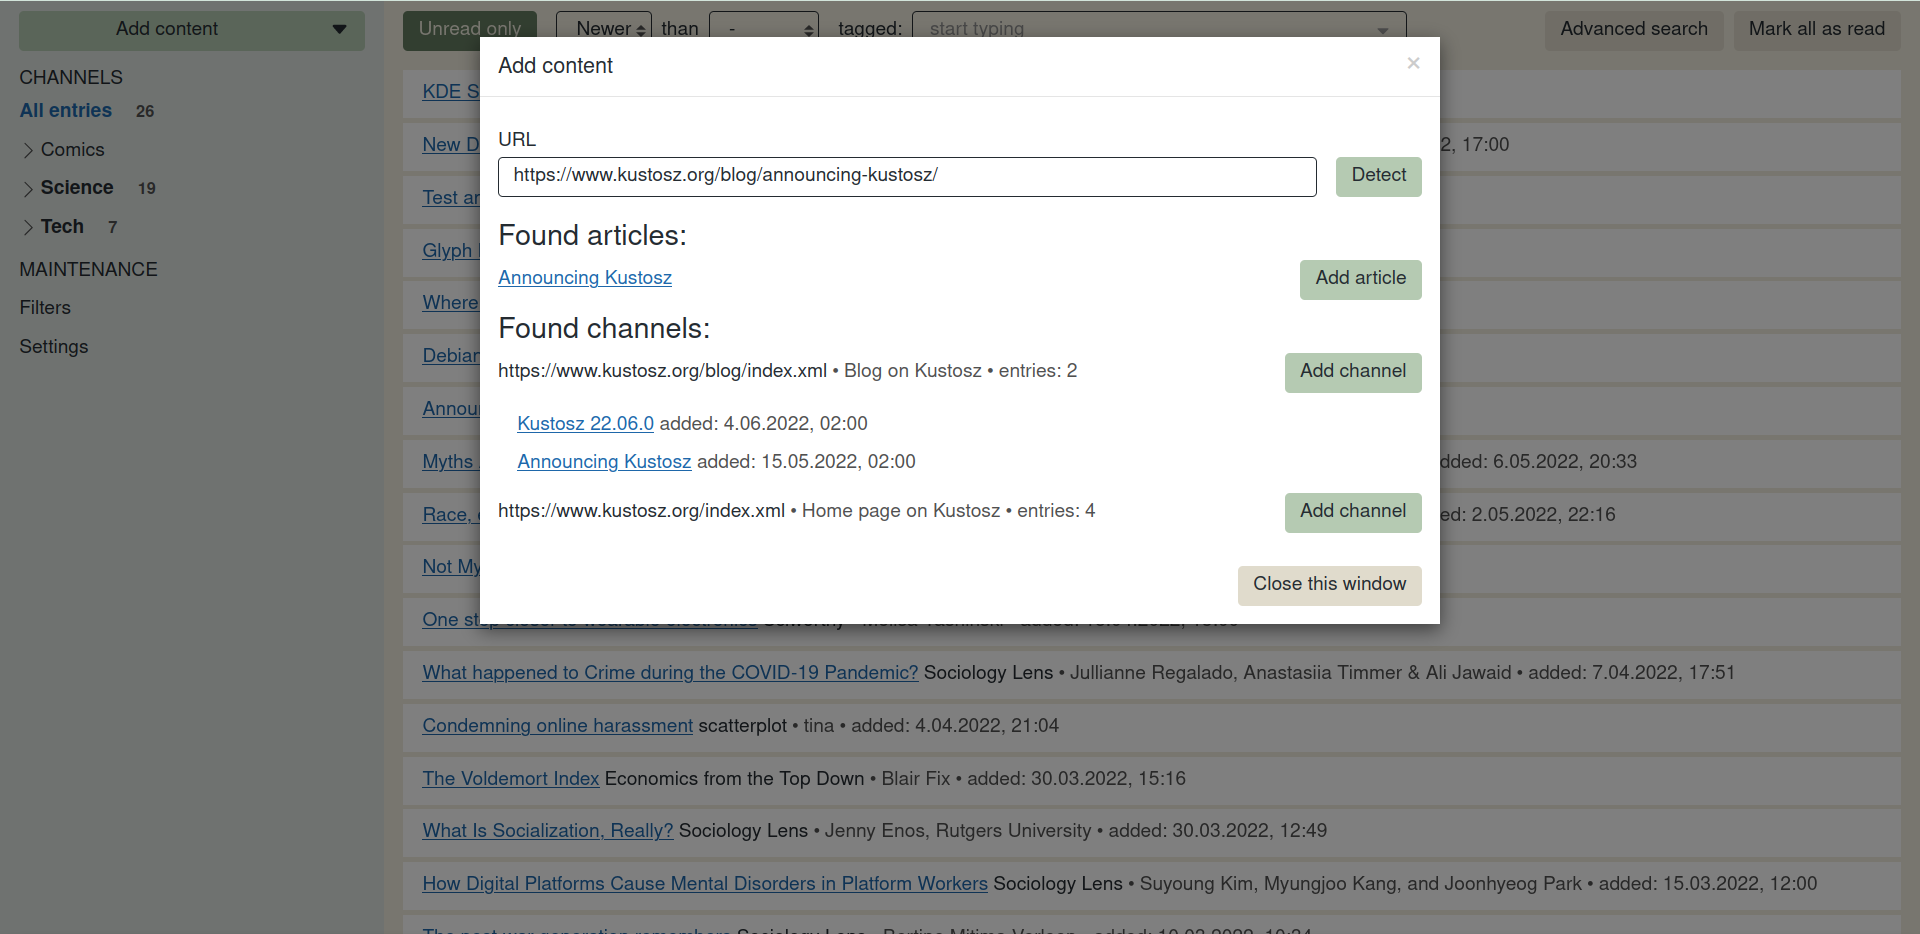 Add content
CHANNELS
All entries 26
Comics
Science 19
Tech 7
MAINTENANCE
Filters
Settings
Unread only Newer than - tagged: start typing Advanced search Mark all as read
Add content ×
URL
https://www.kustosz.org/blog/announcing-kustosz/ Detect
Found articles:
Announcing Kustosz Add article
Found channels:
https://www.kustosz.org/blog/index.xml • Blog on Kustosz • entries: 2 Add channel
Kustosz 22.06.0 added: 4.06.2022, 02:00
Announcing Kustosz added: 15.05.2022, 02:00
https://www.kustosz.org/index.xml • Home page on Kustosz • entries: 4 Add channel
Close this window
KDE S
New D 2, 17:00
Test ar
Glyph
Where
Debian
Annou
Myths dded: 6.05.2022, 20:33
Race, ed: 2.05.2022, 22:16
Not My
One st
What happened to Crime during the COVID-19 Pandemic? Sociology Lens • Jullianne Regalado, Anastasiia Timmer & Ali Jawaid • added: 7.04.2022, 17:51
Condemning online harassment scatterplot • tina • added: 4.04.2022, 21:04
The Voldemort Index Economics from the Top Down • Blair Fix • added: 30.03.2022, 15:16
What Is Socialization, Really? Sociology Lens • Jenny Enos, Rutgers University • added: 30.03.2022, 12:49
How Digital Platforms Cause Mental Disorders in Platform Workers Sociology Lens • Suyoung Kim, Myungjoo Kang, and Joonhyeog Park • added: 15.03.2022, 12:00